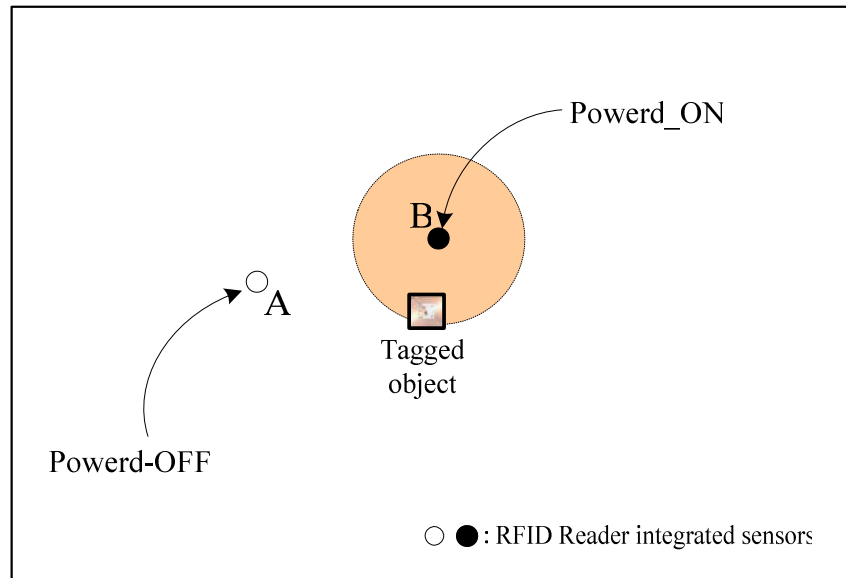 Powerd_ON
B
A
Tagged
object
Powerd-OFF
: RFID Reader integrated sensors